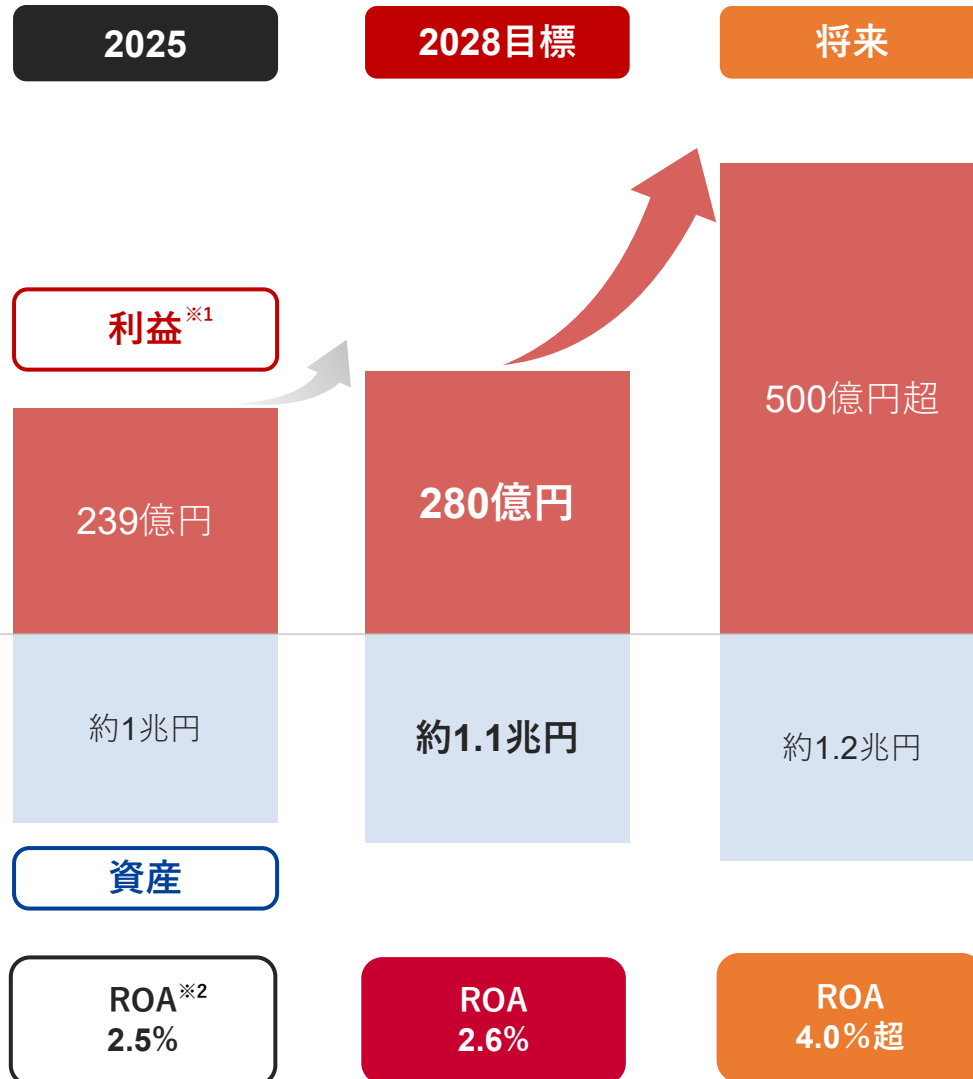 2025
2028目標
将来
利益※1
239億円
280億円
500億円超
約1兆円
約1.1兆円
約1.2兆円
資産
ROA※2
2.5%
ROA
2.6%
ROA
4.0%超